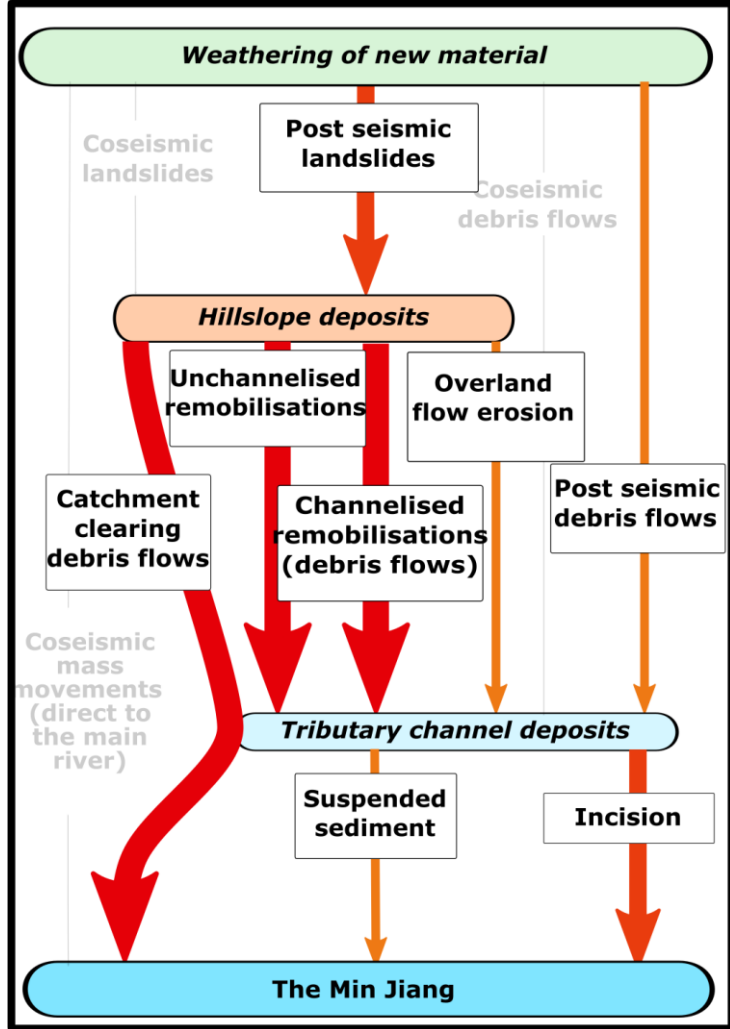 Weathering of new material
Post seismic
landslides
Coseismic
landslides
Coseismic
debris flows
Hillslope deposits
Unchannelised
remobilisations
Overland
flow erosion
Catchment
clearing
debris flows
Channelised
remobilisations
(debris flows)
Post seismic
debris flows
Coseismic
mass
movements
(direct to
the main
river)
Tributary channel deposits
Suspended
sediment
Incision
The Min Jiang